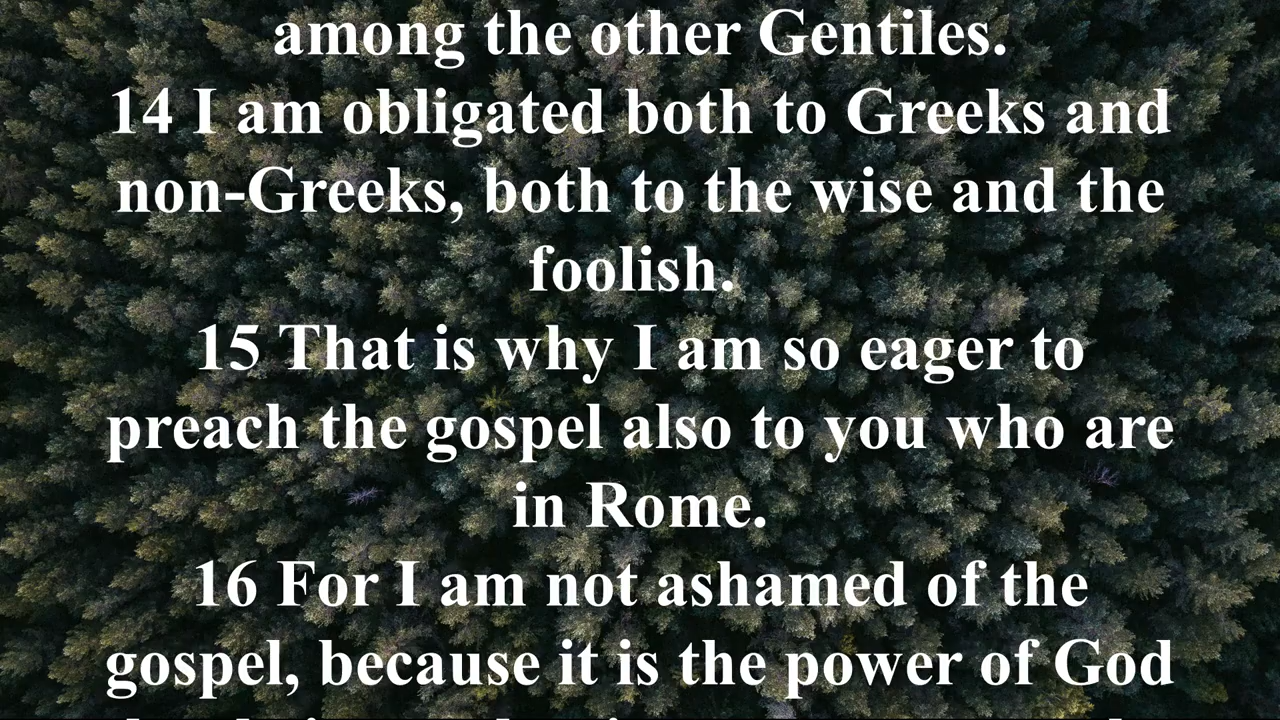 among the other Gentiles.
14 I am obligated both to Greeks and
non-Greeks, both to the wise and the
foolish.
15 That is why I am so eager to
preach the gospel also to you who are
in Rome.
16 For I am not ashamed of the
gospel, because it is the power of God